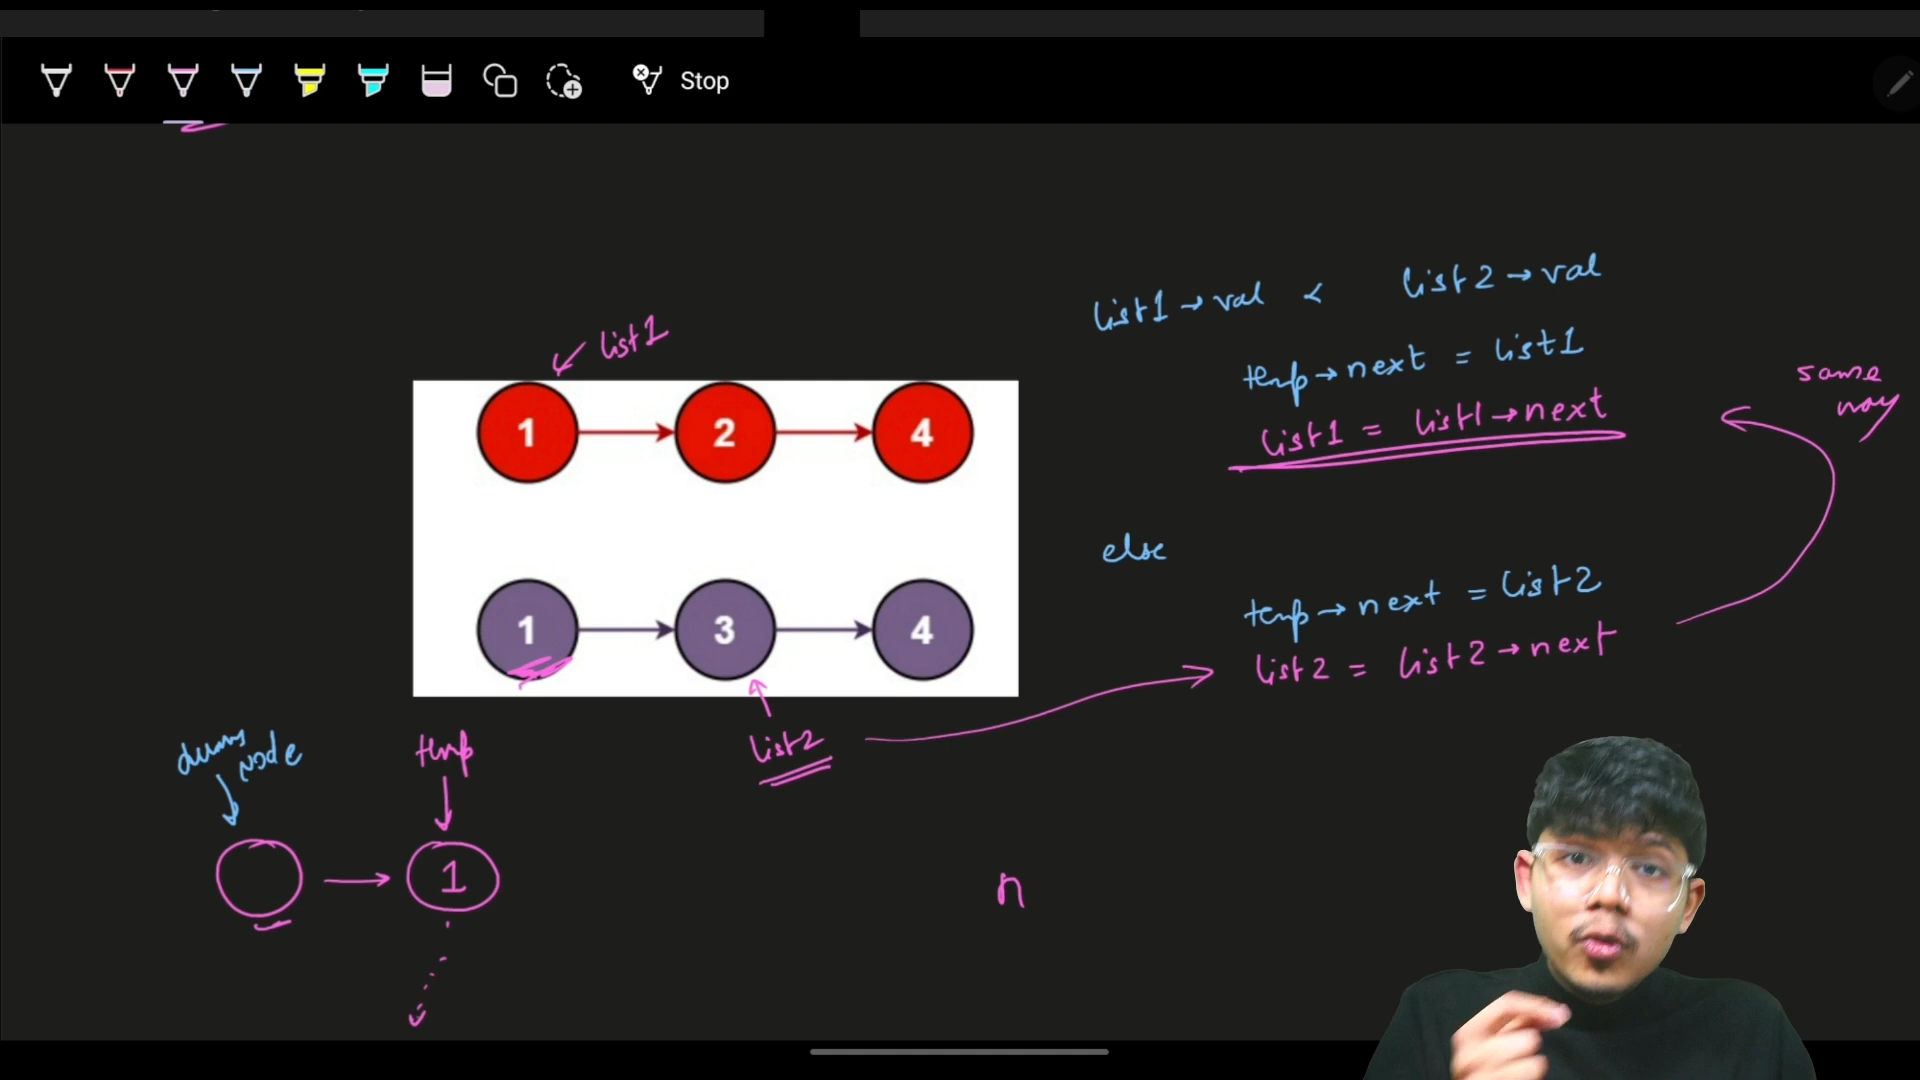 Stop
list1
1 2 4
1 3 4
list1→val < list2→val
temp→next = list1
list1 = list1→next
same
way
else
temp→next = list2
list2 = list2→next
list2
node
temp
1
n